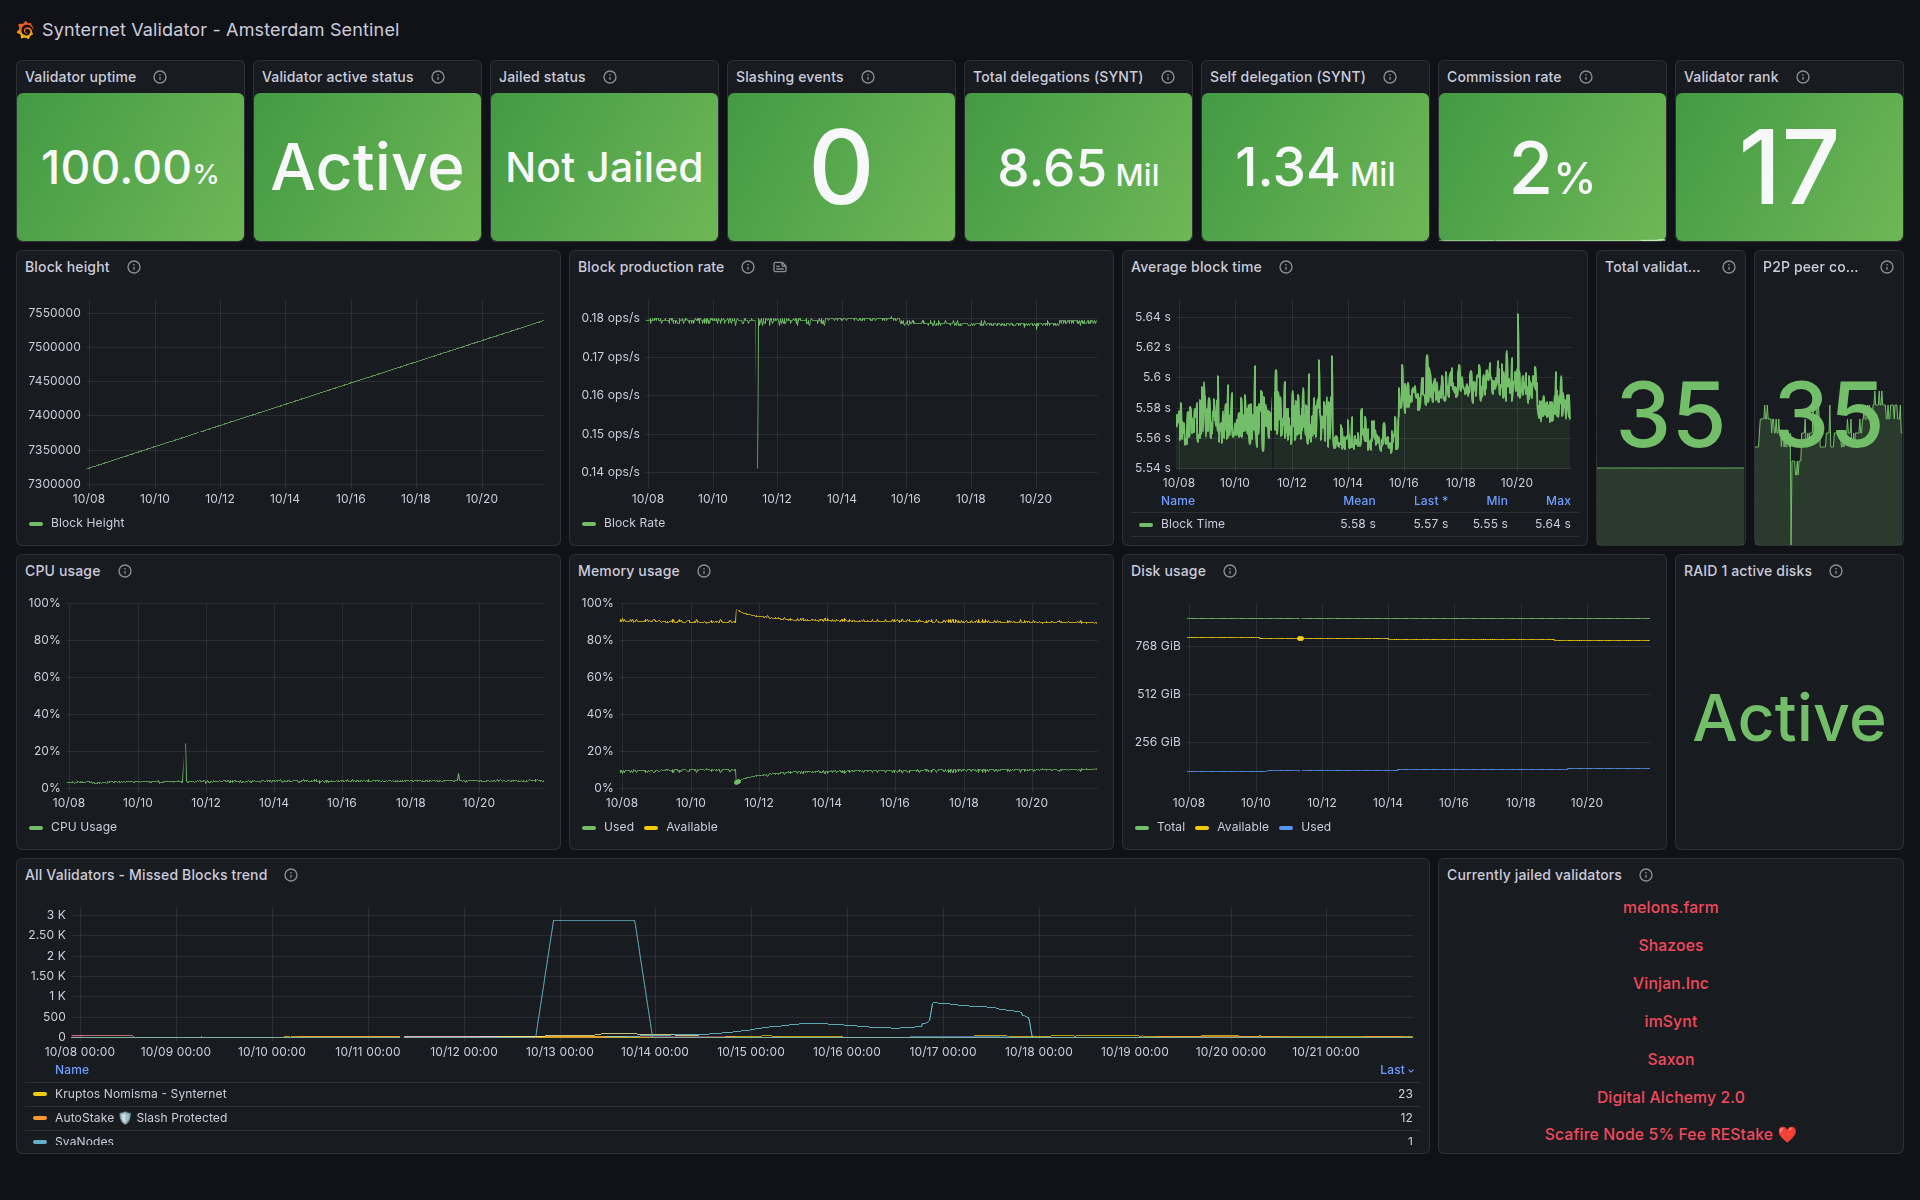 Synternet Validator - Amsterdam Sentinel
Validator uptime
100.00%
Validator active status
Active
Jailed status
Not Jailed
Slashing events
0
Total delegations (SYNT)
8.65 Mil
Self delegation (SYNT)
1.34 Mil
Commission rate
2%
Validator rank
17
Block height
7550000
7500000
7450000
7400000
7350000
7300000
10/08 10/10 10/12 10/14 10/16 10/18 10/20
Block Height
Block production rate
0.18 ops/s
0.17 ops/s
0.16 ops/s
0.15 ops/s
0.14 ops/s
10/08 10/10 10/12 10/14 10/16 10/18 10/20
Block Rate
Average block time
5.64 s
5.62 s
5.6 s
5.58 s
5.56 s
5.54 s
10/08 10/10 10/12 10/14 10/16 10/18 10/20
Name Mean Last * Min Max
Block Time 5.58 s 5.57 s 5.55 s 5.64 s
Total validat...
35
P2P peer co...
35
CPU usage
100%
80%
60%
40%
20%
0%
10/08 10/10 10/12 10/14 10/16 10/18 10/20
CPU Usage
Memory usage
100%
80%
60%
40%
20%
0%
10/08 10/10 10/12 10/14 10/16 10/18 10/20
Used Available
Disk usage
768 GiB
512 GiB
256 GiB
10/08 10/10 10/12 10/14 10/16 10/18 10/20
Total Available Used
RAID 1 active disks
Active
All Validators - Missed Blocks trend
3 K
2.50 K
2 K
1.50 K
1 K
500
0
10/08 00:00 10/09 00:00 10/10 00:00 10/11 00:00 10/12 00:00 10/13 00:00 10/14 00:00 10/15 00:00 10/16 00:00 10/17 00:00 10/18 00:00 10/19 00:00 10/20 00:00 10/21 00:00
Name Last
Kruptos Nomisma - Synternet 23
AutoStake 🛡️ Slash Protected 12
SvaNodes 1
Currently jailed validators
melons.farm
Shazoes
Vinjan.Inc
imSynt
Saxon
Digital Alchemy 2.0
Scafire Node 5% Fee REStake ❤️